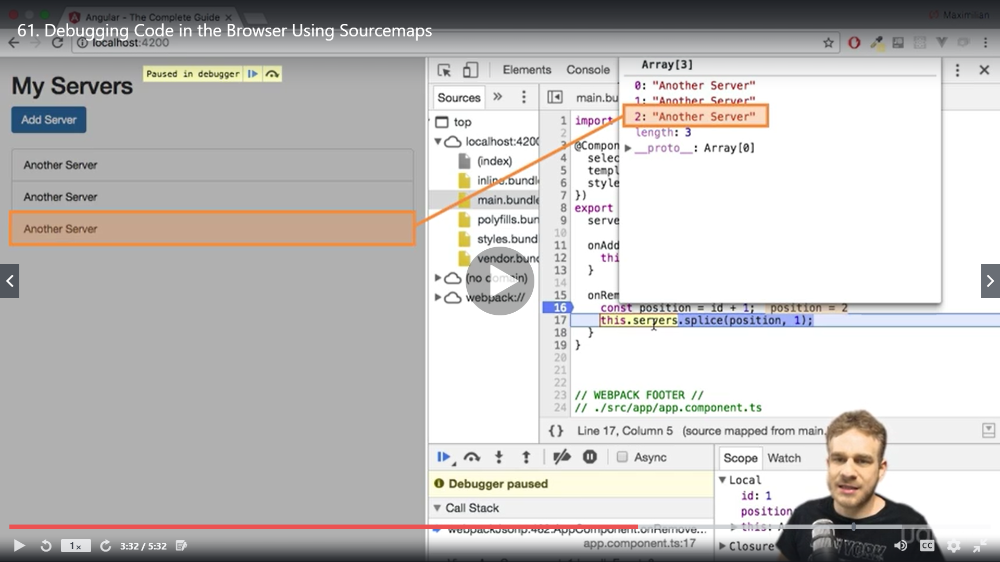 Angular - The Complete Guide
Maximilian
61. Debugging Code in the Browser Using Sourcemaps
localhost:4200
My Servers
Paused in debugger
Add Server
Another Server
Another Server
Another Server
Elements
Console
Sources
main.bu
top
localhost:420
(index)
inline.bundle
main.bundle
polyfills.bun
styles.bund
vendor.bund
(no domain)
webpack://
Array[3]
0: "Another Server"
1: "Another Server"
2: "Another Server"
length: 3
__proto__: Array[0]
1 import
2
3 @Compon
4 selec
5 templ
6 style
7 })
8 export
9 serve
10
11 onAdd
12 thi
13 }
14
15 onRem
16 const position = id + 1; position = 2
17 this.servers.splice(position, 1);
18 }
19 }
20
21
22
23 // WEBPACK FOOTER //
24 // ./src/app/app.component.ts
{} Line 17, Column 5 (source mapped from main.
Async
Debugger paused
Call Stack
webpackJsonp.462.AppComponent.onRemove...
app.component.ts:17
Scope
Watch
Local
id: 1
position
this: A
Closure
YORK
1x
3:32 / 5:32
CC